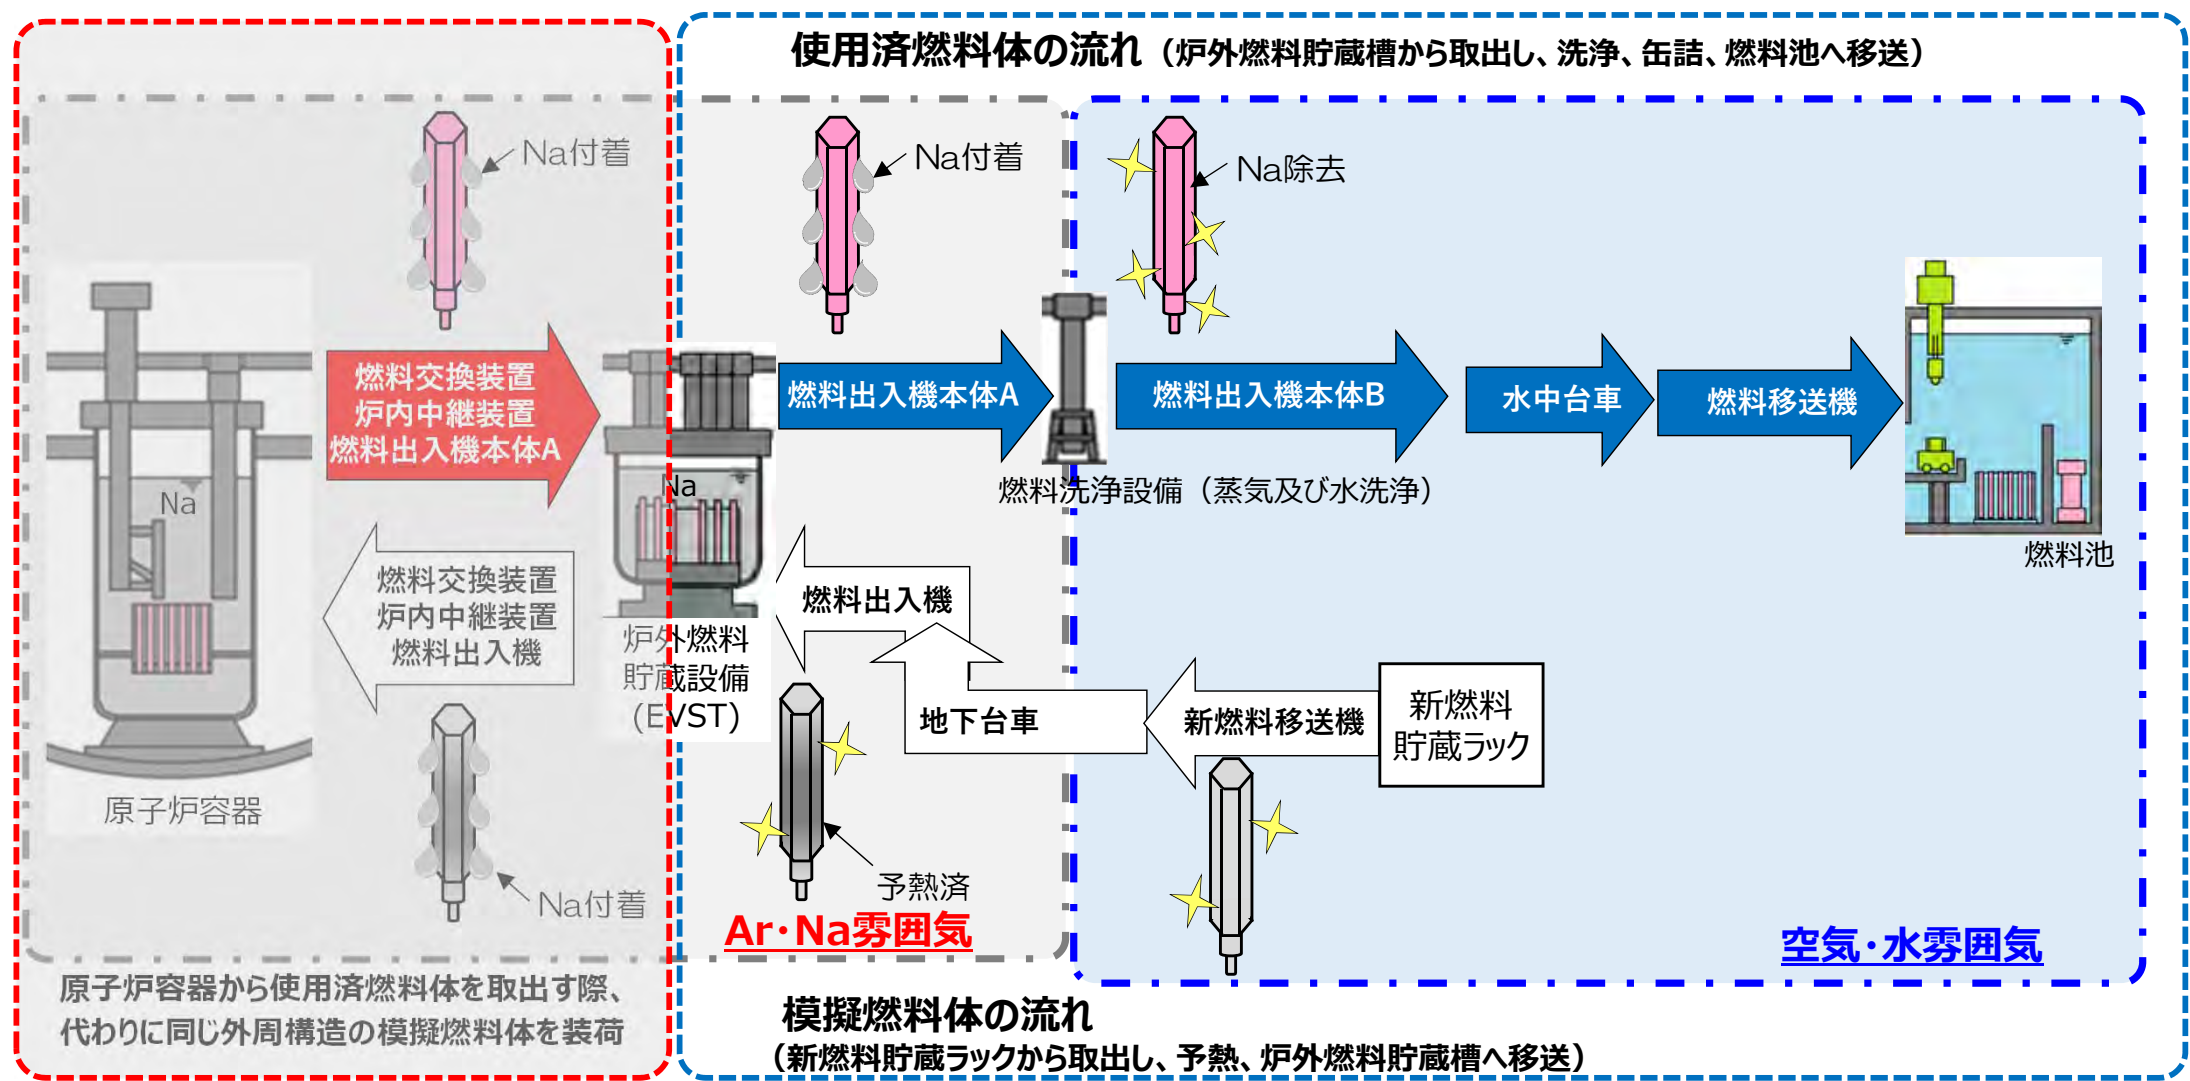 使用済燃料体の流れ（炉外燃料貯蔵槽から取出し、洗浄、缶詰、燃料池へ移送）
Na付着
Na付着
Na除去
燃料交換装置
炉内中継装置
燃料出入機本体A
燃料出入機本体A
燃料出入機本体B
水中台車
燃料移送機
Na
Na
燃料洗浄設備（蒸気及び水洗浄）
燃料池
燃料交換装置
炉内中継装置
燃料出入機
燃料出入機
炉外燃料
貯蔵設備
(EVST)
地下台車
新燃料移送機
新燃料
貯蔵ラック
原子炉容器
Na付着
予熱済
Ar・Na雰囲気
空気・水雰囲気
原子炉容器から使用済燃料体を取出す際、
代わりに同じ外周構造の模擬燃料体を装荷
模擬燃料体の流れ
（新燃料貯蔵ラックから取出し、予熱、炉外燃料貯蔵槽へ移送）